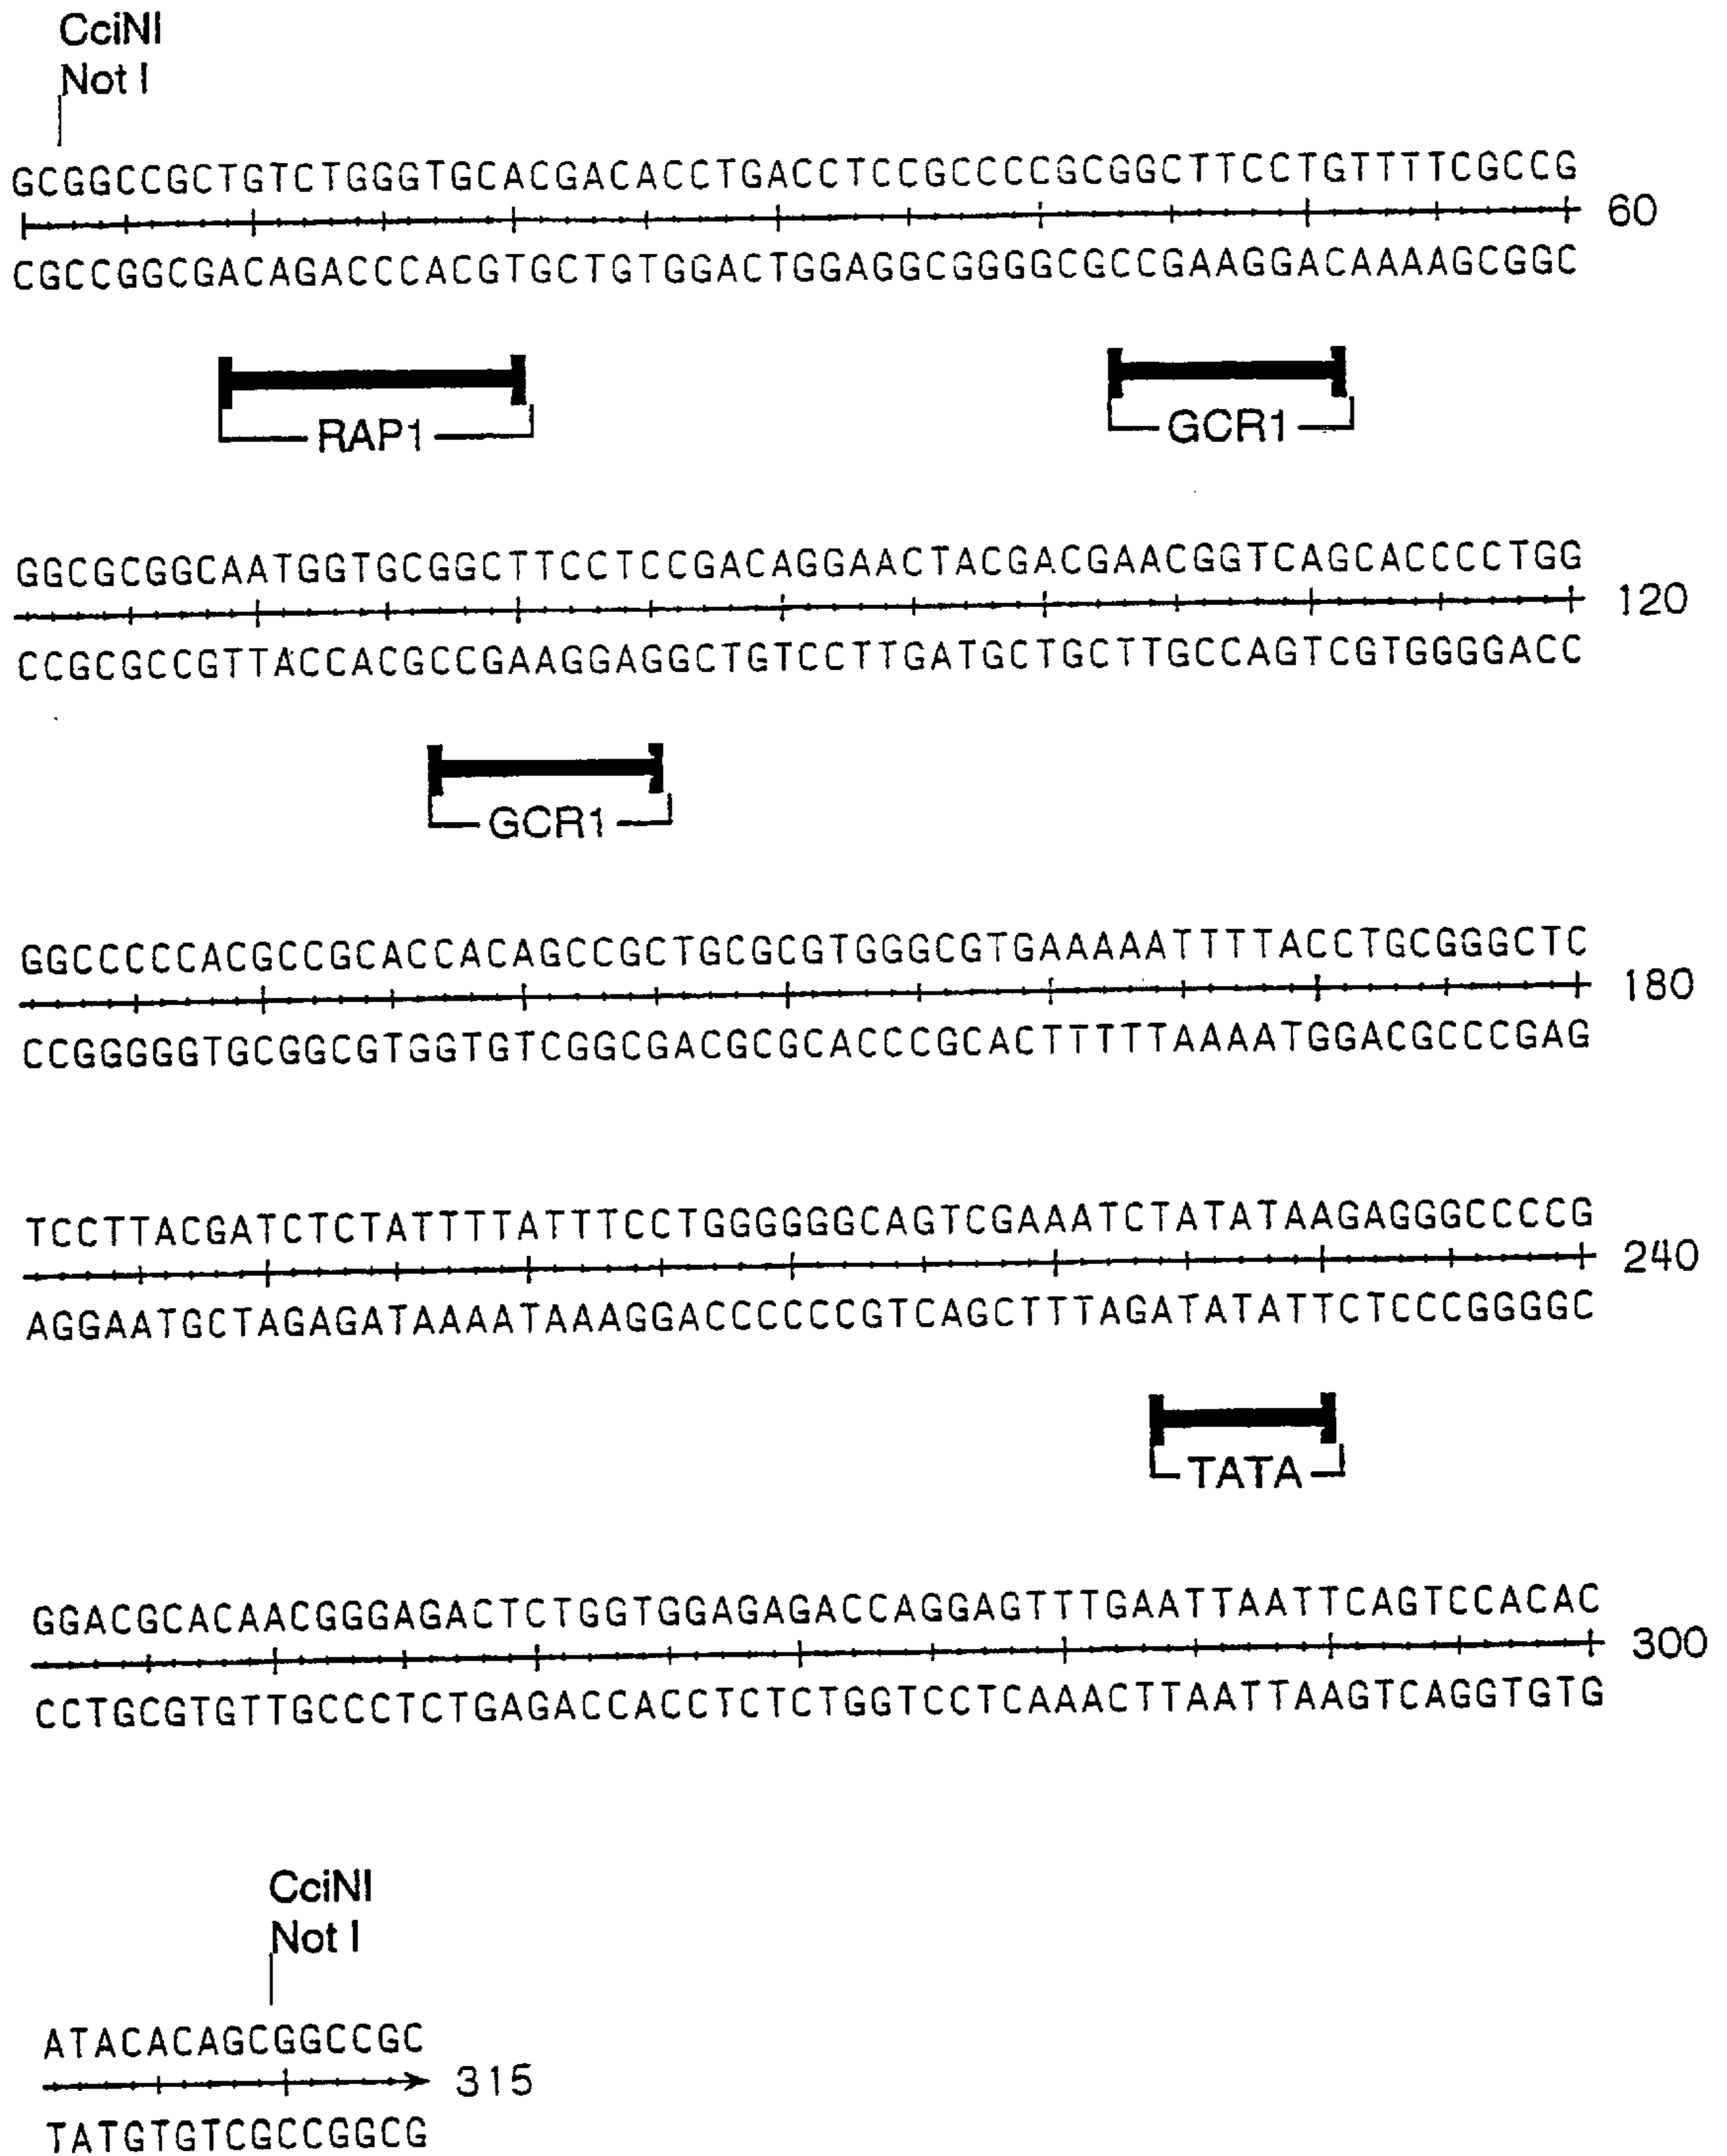 CciNI
Not I
GCGGCCGCTGTCTGGGTGCACGACACCTGACCTCCGCCCCGCGGCTTCCTGTTTTCGCCG
60
CGCCGGCGACAGACCCACGTGCTGTGGACTGGAGGCGGGGCGCCGAAGGACAAAAGCGGC
RAP1
GCR1
GGCGCGGCAATGGTGCGGCTTCCTCCGACAGGAACTACGACGAACGGTCAGCACCCCTGG
120
CCGCGCCGTTACCACGCCGAAGGAGGCTGTCCTTGATGCTGCTTGCCAGTCGTGGGGACC
GCR1
GGCCCCCACGCCGCACCACAGCCGCTGCGCGTGGGCGTGAAAAATTTTACCTGCGGGCTC
180
CCGGGGGTGCGGCGTGGTGTCGGCGACGCGCACCCGCACTTTTTAAAATGGACGCCCGAG
TCCTTACGATCTCTATTTTATTTCCTGGGGGGCAGTCGAAATCTATATAAGAGGGCCCCG
240
AGGAATGCTAGAGATAAAATAAAGGACCCCCCGTCAGCTTTAGATATATTCTCCCGGGGC
TATA
GGACGCACAACGGGAGACTCTGGTGGAGAGACCAGGAGTTTGAATTAATTCAGTCCACAC
300
CCTGCGTGTTGCCCTCTGAGACCACCTCTCTGGTCCTCAAACTTAATTAAGTCAGGTGTG
CciNI
Not I
ATACACAGCGGCCGC
315
TATGTGTCGCCGGCG